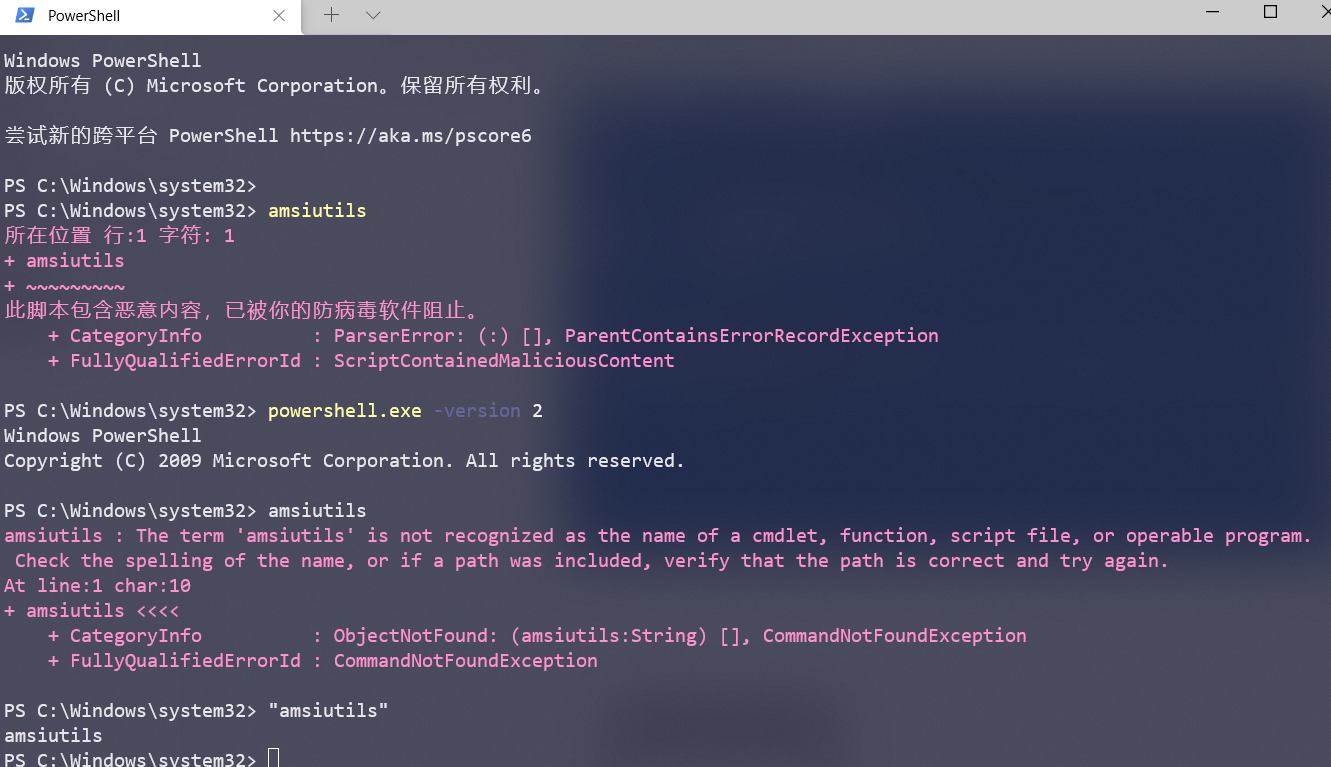 PowerShell
Windows PowerShell
版权所有 (C) Microsoft Corporation。保留所有权利。
尝试新的跨平台 PowerShell https://aka.ms/pscore6
PS C:\Windows\system32>
PS C:\Windows\system32> amsiutils
所在位置 行:1 字符: 1
+ amsiutils
+ ~~~~~~~~~
此脚本包含恶意内容，已被你的防病毒软件阻止。
    + CategoryInfo          : ParserError: (:) [], ParentContainsErrorRecordException
    + FullyQualifiedErrorId : ScriptContainedMaliciousContent
PS C:\Windows\system32> powershell.exe -version 2
Windows PowerShell
Copyright (C) 2009 Microsoft Corporation. All rights reserved.
PS C:\Windows\system32> amsiutils
amsiutils : The term 'amsiutils' is not recognized as the name of a cmdlet, function, script file, or operable program.
 Check the spelling of the name, or if a path was included, verify that the path is correct and try again.
At line:1 char:10
+ amsiutils <<<<
    + CategoryInfo          : ObjectNotFound: (amsiutils:String) [], CommandNotFoundException
    + FullyQualifiedErrorId : CommandNotFoundException
PS C:\Windows\system32> "amsiutils"
amsiutils
PS C:\Windows\system32>